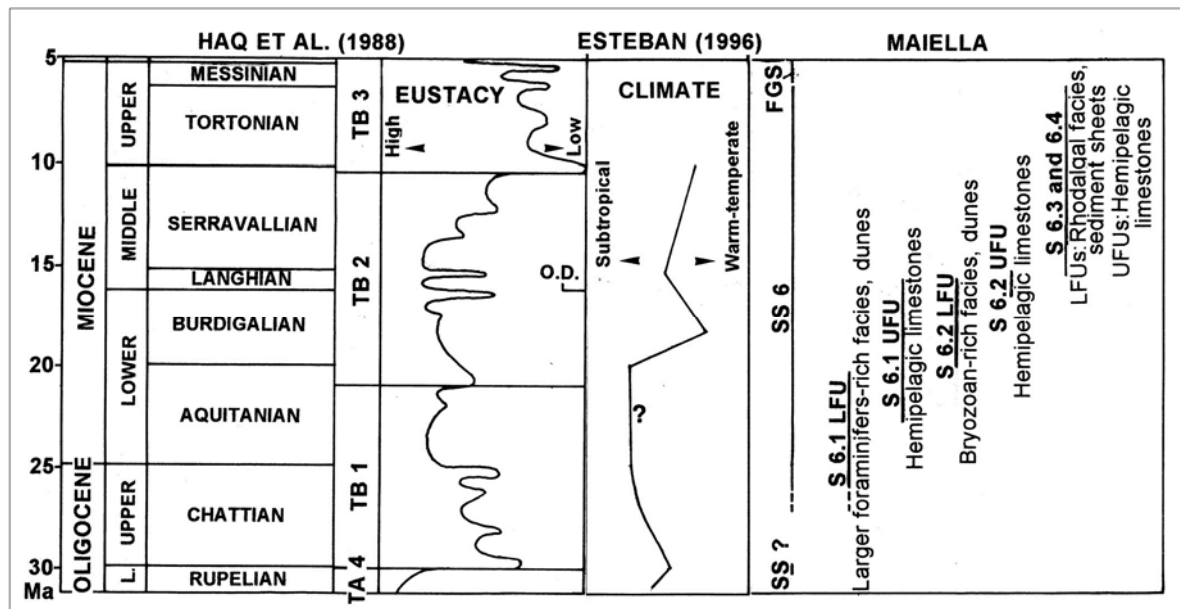 HAQ ET AL. (1988)
ESTEBAN (1996)
MAIELLA
5
10
15
20
25
30
Ma
MIOCENE
OLIGOCENE
UPPER
MIDDLE
LOWER
UPPER
L.
MESSINIAN
TORTONIAN
SERRAVALLIAN
LANGHIAN
BURDIGALIAN
AQUITANIAN
CHATTIAN
RUPELIAN
TB 3
TB 2
TB 1
TA 4
EUSTACY
High
Low
O.D.
CLIMATE
Subtropical
Warm-temperate
?
FGS
SS 6
SS ?
S 6.1 LFU
Larger foraminifers-rich facies, dunes
S 6.1 UFU
Hemipelagic limestones
S 6.2 LFU
Bryozoan-rich facies, dunes
S 6.2 UFU
Hemipelagic limestones
S 6.3 and 6.4
LFUs: Rhodalgal facies,
sediment sheets
UFUs: Hemipelagic
limestones